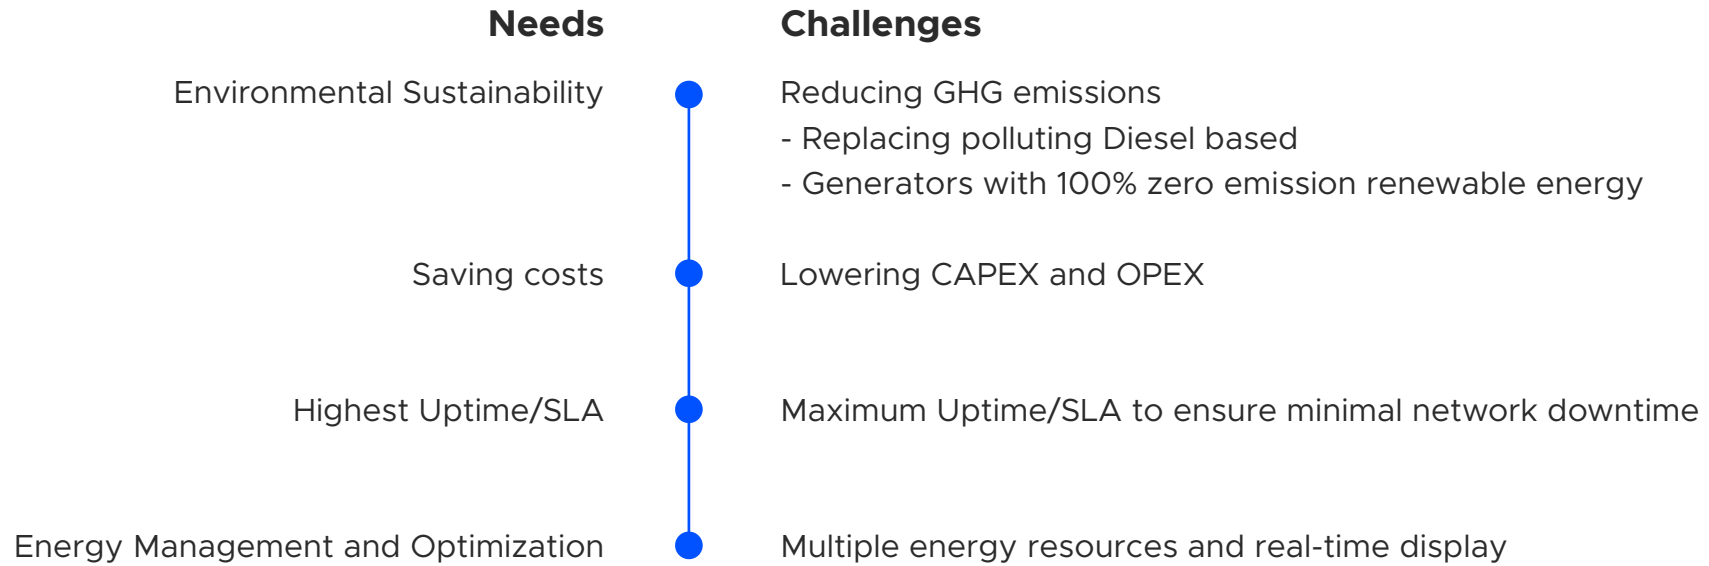 Needs
Challenges
Environmental Sustainability
Reducing GHG emissions
- Replacing polluting Diesel based
- Generators with 100% zero emission renewable energy
Saving costs
Lowering CAPEX and OPEX
Highest Uptime/SLA
Maximum Uptime/SLA to ensure minimal network downtime
Energy Management and Optimization
Multiple energy resources and real-time display